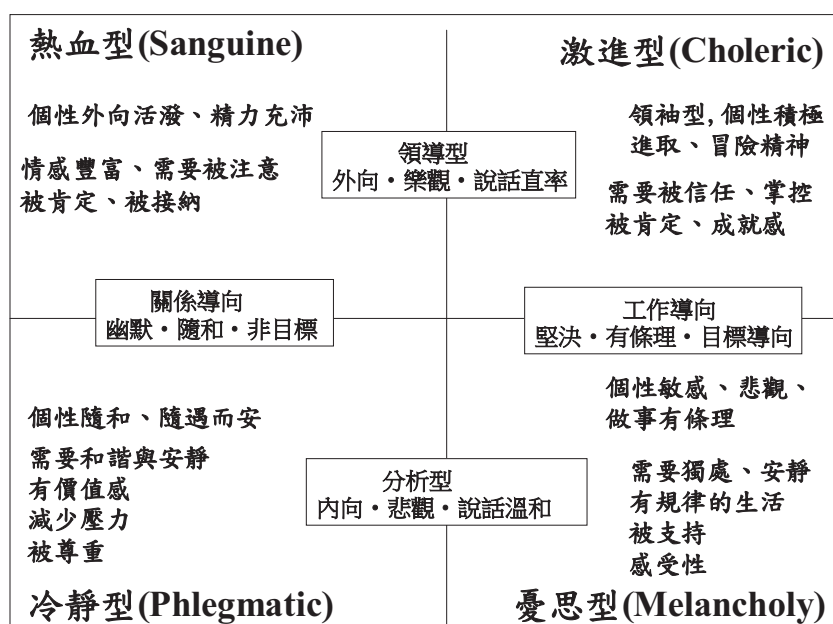 熱血型(Sanguine)
個性外向活潑、精力充沛
情感豐富、需要被注意
被肯定、被接納
激進型(Choleric)
領袖型,個性積極
進取、冒險精神
需要被信任、掌控
被肯定、成就感
領導型
外向·樂觀·說話直率
關係導向
幽默·隨和·非目標
工作導向
堅決·有條理·目標導向
個性隨和、隨遇而安
需要和諧與安靜
有價值感
減少壓力
被尊重
冷靜型(Phlegmatic)
分析型
內向·悲觀·說話溫和
個性敏感、悲觀、
做事有條理
需要獨處、安靜
有規律的生活
被支持
感受性
憂思型(Melancholy)